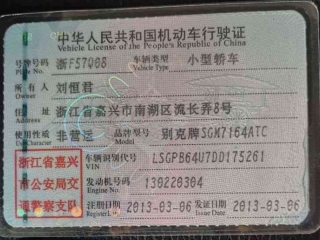 中华人民共和国机动车行驶证
Vehicle License of the People's Republic of China
号牌号码 浙F57Q68 车辆类型 小型轿车
Plate No. Vehicle Type
所有人 刘恒君
Owner
住址 浙江省嘉兴市南湖区流长弄8号
使用性质 非营运 品牌型号 别克牌SGM7164ATC
浙江省嘉兴市公安局交通警察支队
车辆识别代号 LSGPB64U7DD175261
VIN
发动机号码 130220304
注册日期 2013-03-06 发证日期 2013-03-06